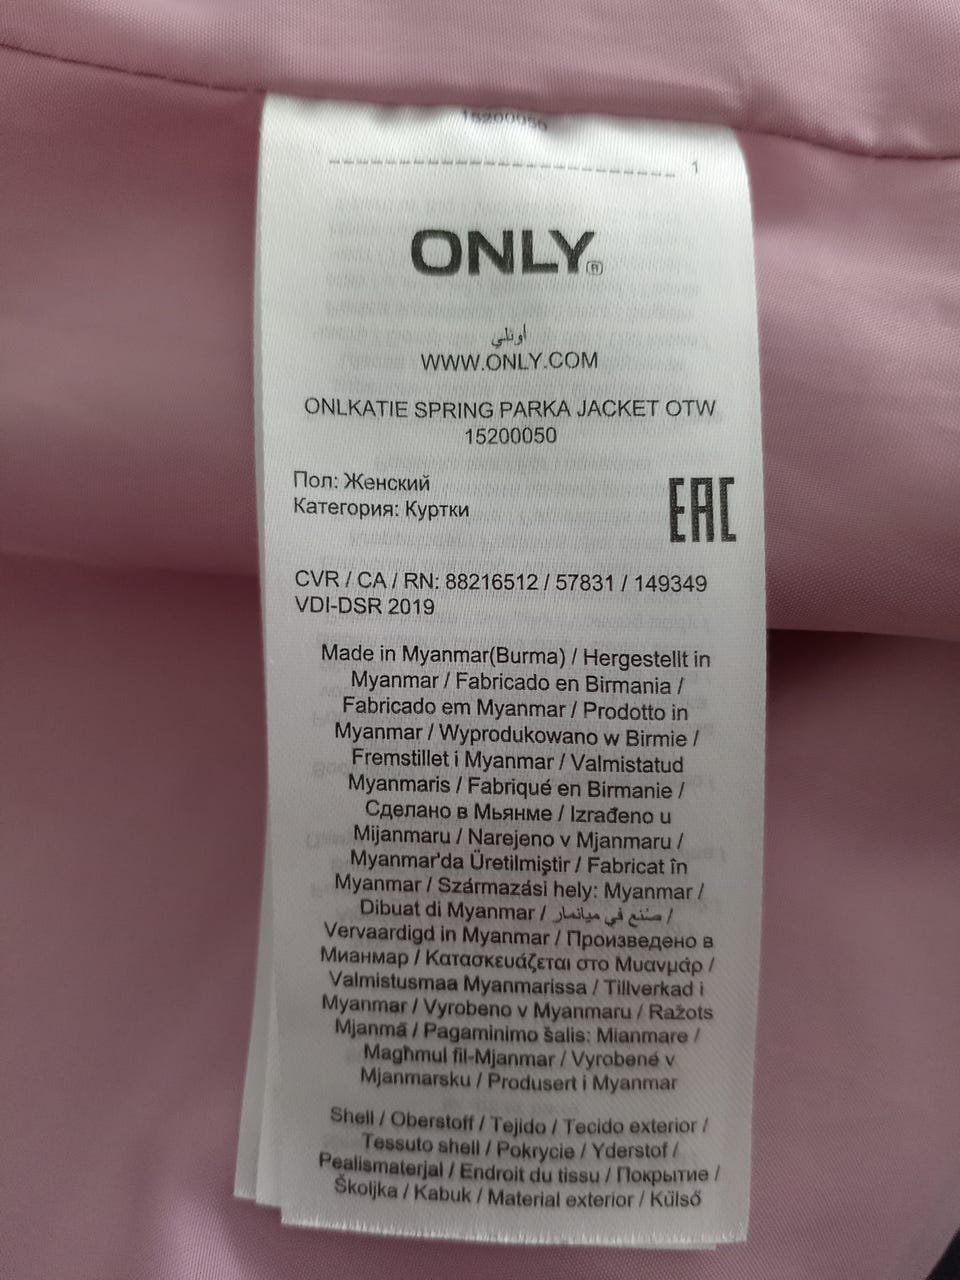 15200050
1
ONLY®
اونلي
WWW.ONLY.COM
ONLKATIE SPRING PARKA JACKET OTW
15200050
Пол: Женский
Категория: Куртки
EAC
CVR / CA / RN: 88216512 / 57831 / 149349
VDI-DSR 2019
Made in Myanmar(Burma) / Hergestellt in
Myanmar / Fabricado en Birmania /
Fabricado em Myanmar / Prodotto in
Myanmar / Wyprodukowano w Birmie /
Fremstillet i Myanmar / Valmistatud
Myanmaris / Fabriqué en Birmanie /
Сделано в Мьянме / Izrađeno u
Mijanmaru / Narejeno v Mjanmaru /
Myanmar'da Üretilmiştir / Fabricat în
Myanmar / Származási hely: Myanmar /
Dibuat di Myanmar / صُنع في ميانمار /
Vervaardigd in Myanmar / Произведено в
Мианмар / Κατασκευάζεται στο Μυανμάρ /
Valmistusmaa Myanmarissa / Tillverkad i
Myanmar / Vyrobeno v Myanmaru / Ražots
Mjanmā / Pagaminimo šalis: Mianmare /
Magħmul fil-Mjanmar / Vyrobené v
Mjanmarsku / Produsert i Myanmar
Shell / Oberstoff / Tejido / Tecido exterior /
Tessuto shell / Pokrycie / Yderstof /
Pealismaterjal / Endroit du tissu / Покрытие /
Školjka / Kabuk / Material exterior / Külső